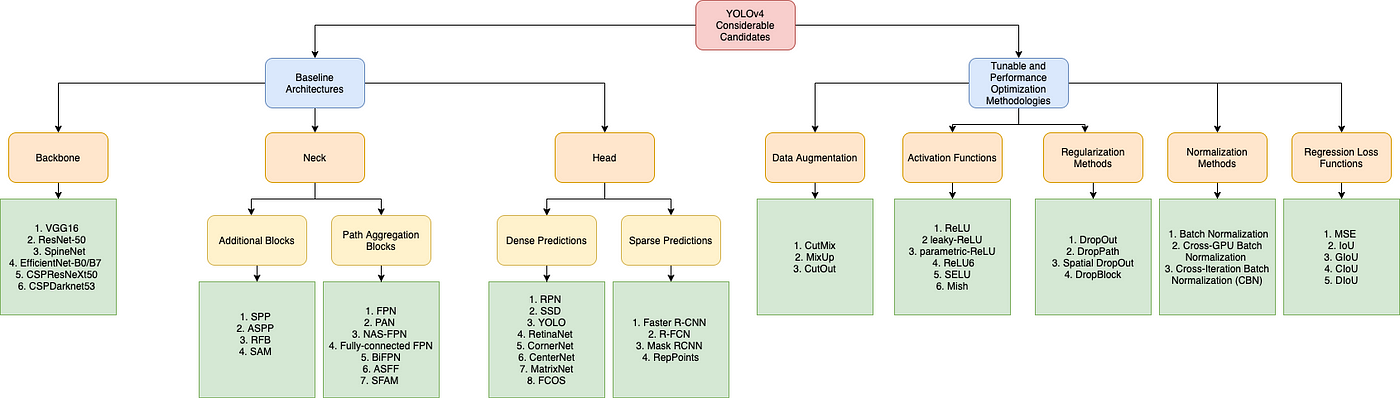 YOLOv4
Considerable
Candidates
Baseline
Architectures
Tunable and
Performance
Optimization
Methodologies
Backbone
Neck
Head
Data Augmentation
Activation Functions
Regularization
Methods
Normalization
Methods
Regression Loss
Functions
1. VGG16
2. ResNet-50
3. SpineNet
4. EfficientNet-B0/B7
5. CSPResNeXt50
6. CSPDarknet53
Additional Blocks
Path Aggregation
Blocks
Dense Predictions
Sparse Predictions
1. SPP
2. ASPP
3. RFB
4. SAM
1. FPN
2. PAN
3. NAS-FPN
4. Fully-connected FPN
5. BiFPN
6. ASFF
7. SFAM
1. RPN
2. SSD
3. YOLO
4. RetinaNet
5. CornerNet
6. CenterNet
7. MatrixNet
8. FCOS
1. Faster R-CNN
2. R-FCN
3. Mask RCNN
4. RepPoints
1. CutMix
2. MixUp
3. CutOut
1. ReLU
2 leaky-ReLU
3. parametric-ReLU
4. ReLU6
5. SELU
6. Mish
1. DropOut
2. DropPath
3. Spatial DropOut
4. DropBlock
1. Batch Normalization
2. Cross-GPU Batch
Normalization
3. Cross-Iteration Batch
Normalization (CBN)
1. MSE
2. IoU
3. GIoU
4. CIoU
5. DIoU